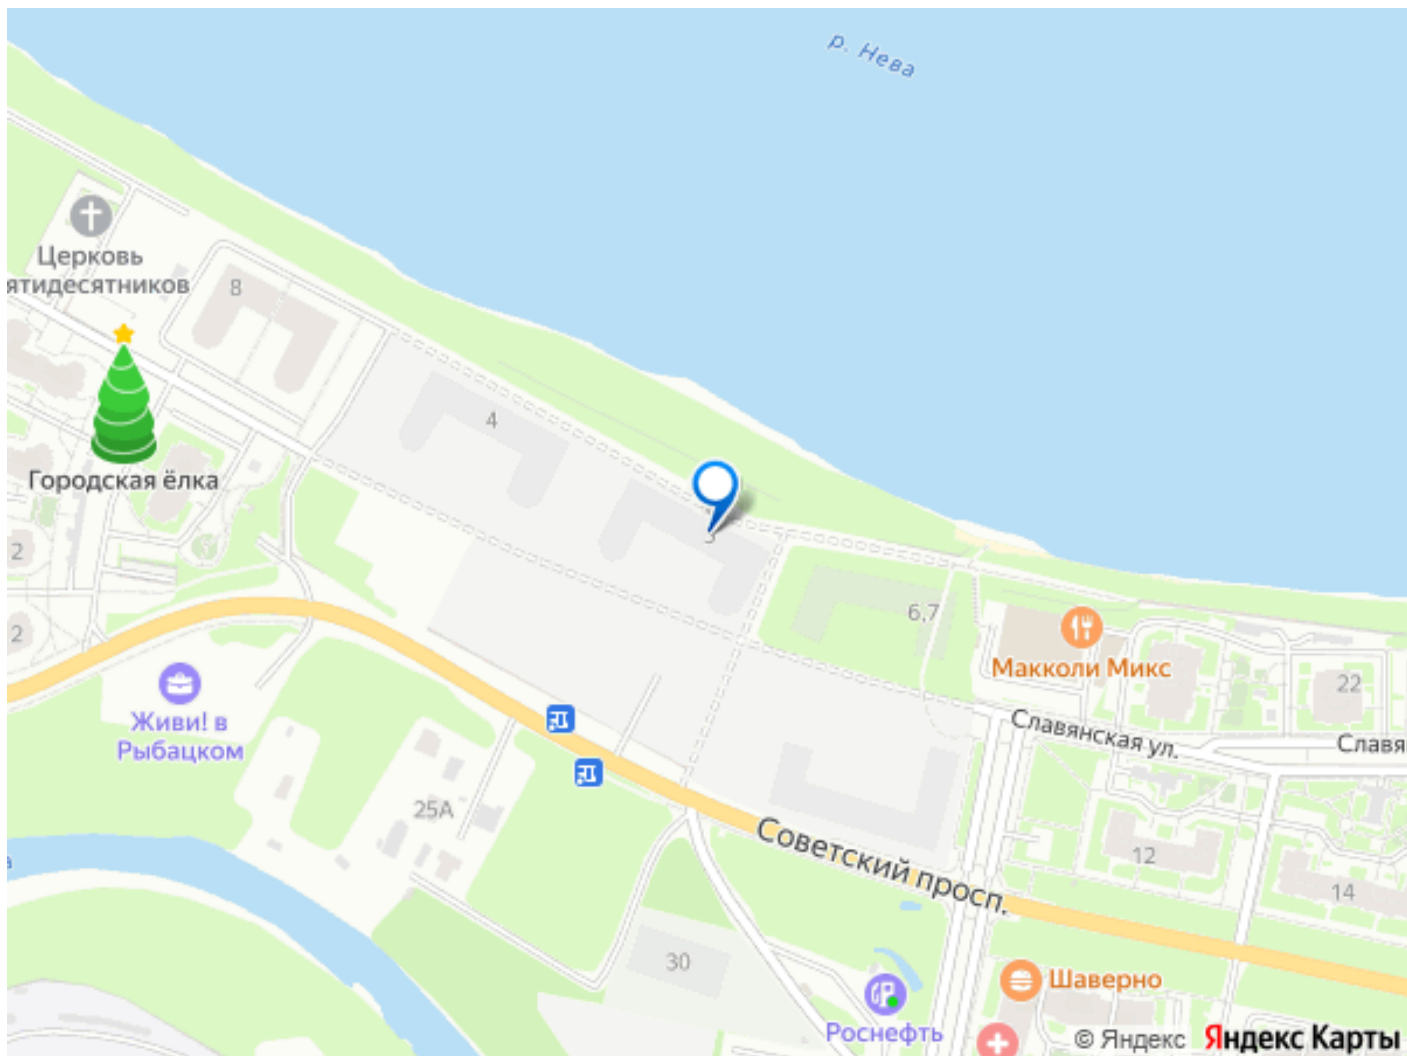 р. Нева
Церковь
ятидесятников
8
4
Городская ёлка
3
2
6,7
2
Макколи Микс
22
Живи! в
Рыбацком
Славянская ул.
Славя
25А
Советский просп.
12
14
30
Шаверно
Роснефть
© Яндекс Яндекс Карты